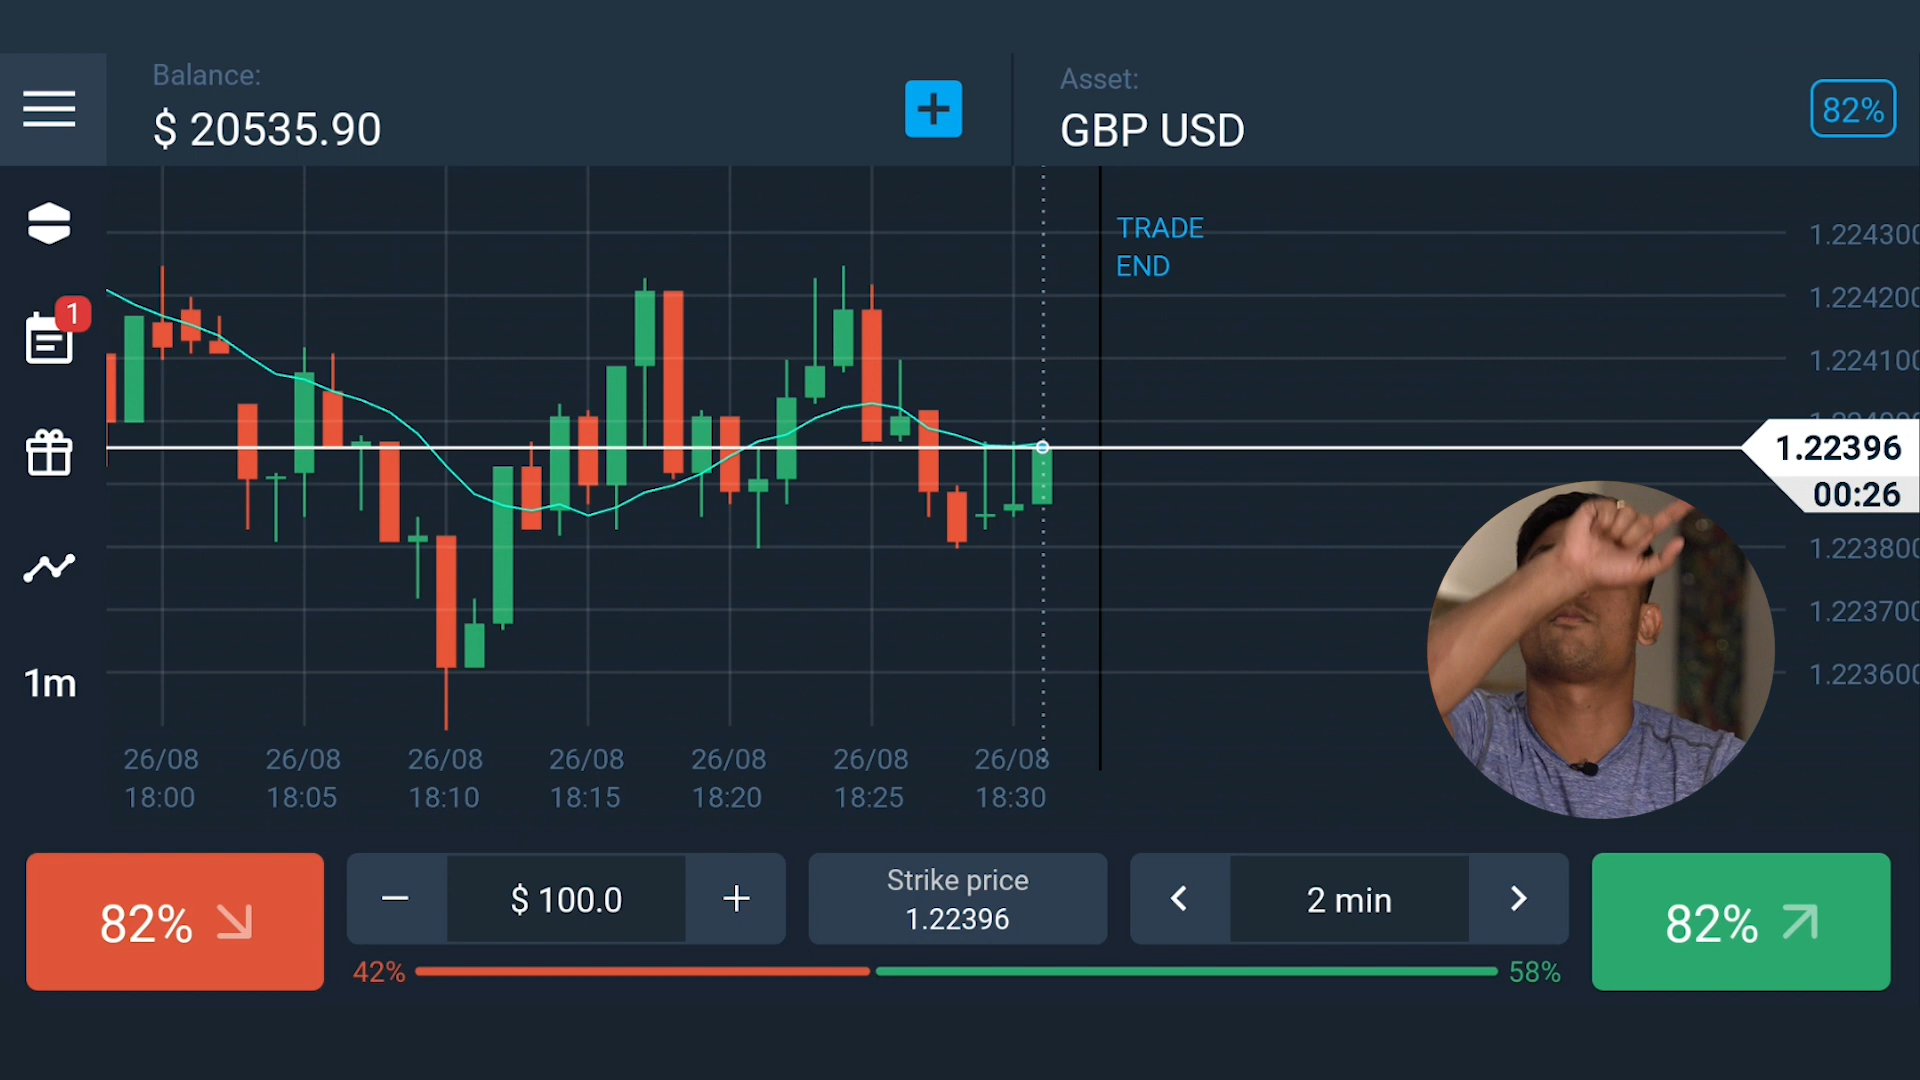 Balance:
$ 20535.90
Asset:
GBP USD
82%
TRADE
END
1
1m
1.224300
1.224200
1.224100
1.22396
00:26
1.223800
1.223700
1.223600
26/08 26/08 26/08 26/08 26/08 26/08 26/08
18:00 18:05 18:10 18:15 18:20 18:25 18:30
82%
$ 100.0
Strike price
1.22396
2 min
82%
42%
58%